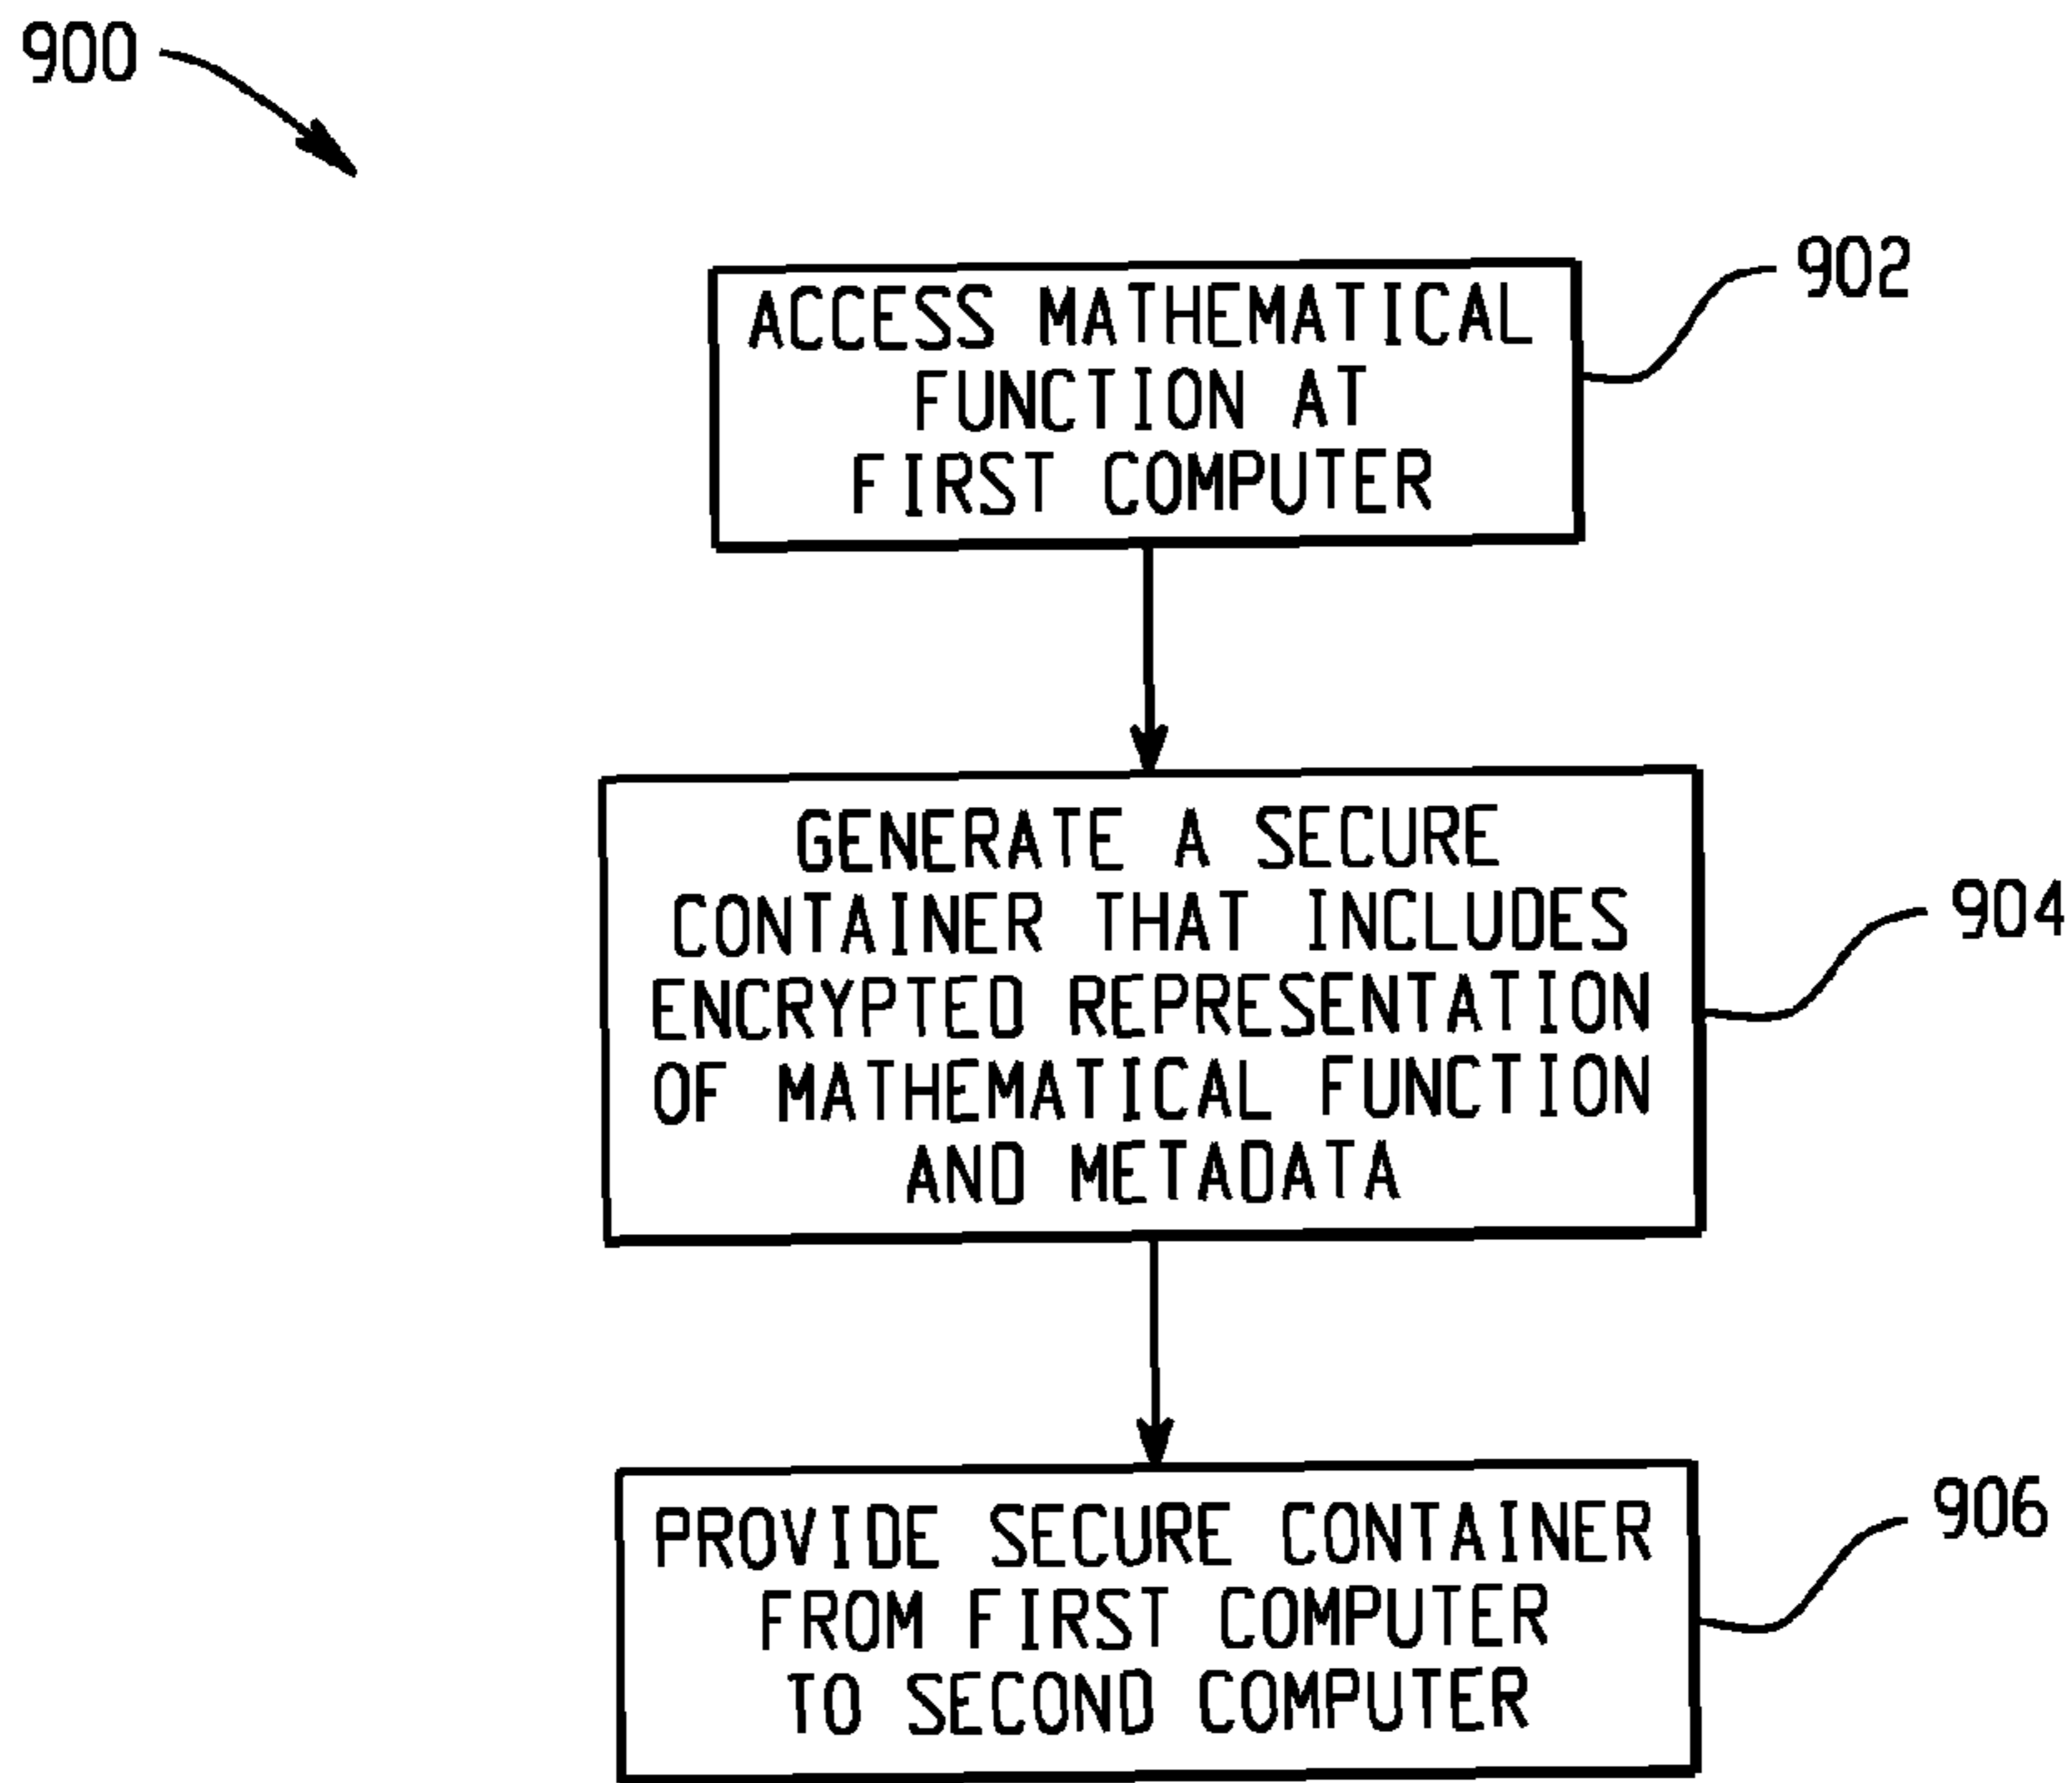 900
902
ACCESS MATHEMATICAL
FUNCTION AT
FIRST COMPUTER
904
GENERATE A SECURE
CONTAINER THAT INCLUDES
ENCRYPTED REPRESENTATION
OF MATHEMATICAL FUNCTION
AND METADATA
906
PROVIDE SECURE CONTAINER
FROM FIRST COMPUTER
TO SECOND COMPUTER